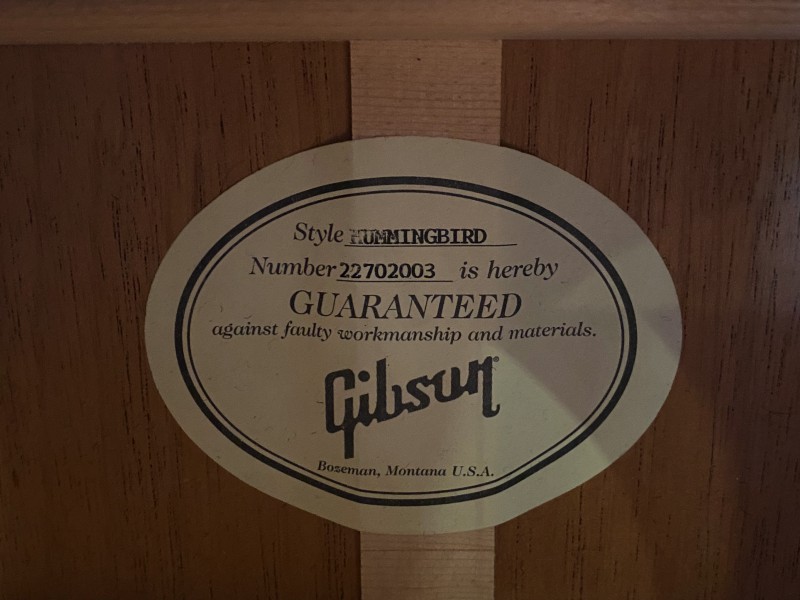 Style HUMMINGBIRD
Number 22702003 is hereby
GUARANTEED
against faulty workmanship and materials.
Gibson
Bozeman, Montana U.S.A.